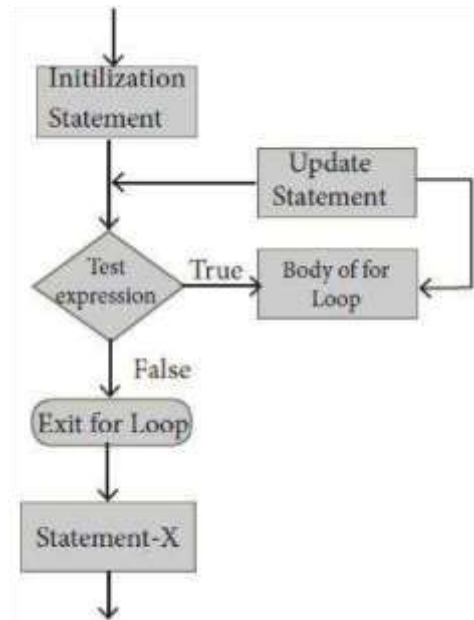 Initilization
Statement
Update
Statement
Test
expression
True
Body of for
Loop
False
Exit for Loop
Statement-X